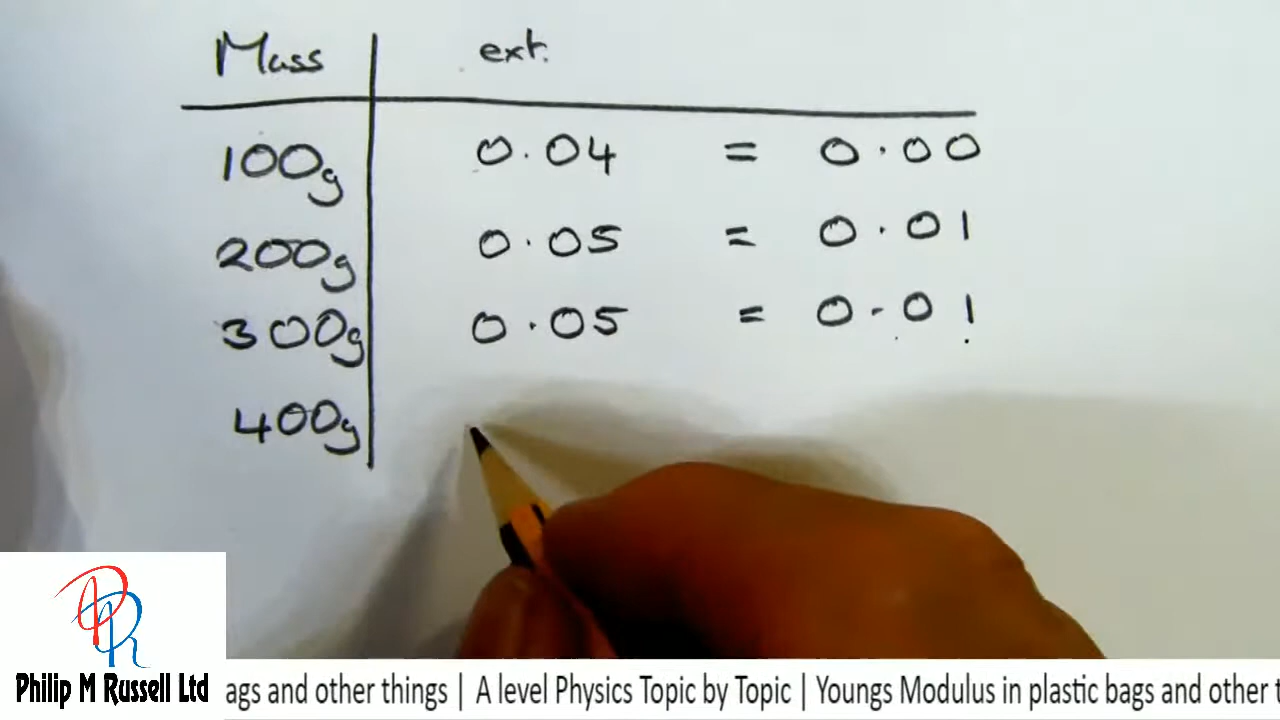 Mass ext.
100g 0.04 = 0.00
200g 0.05 = 0.01
300g 0.05 = 0.01
400g
Philip M Russell Ltd
ags and other things | A level Physics Topic by Topic | Youngs Modulus in plastic bags and other